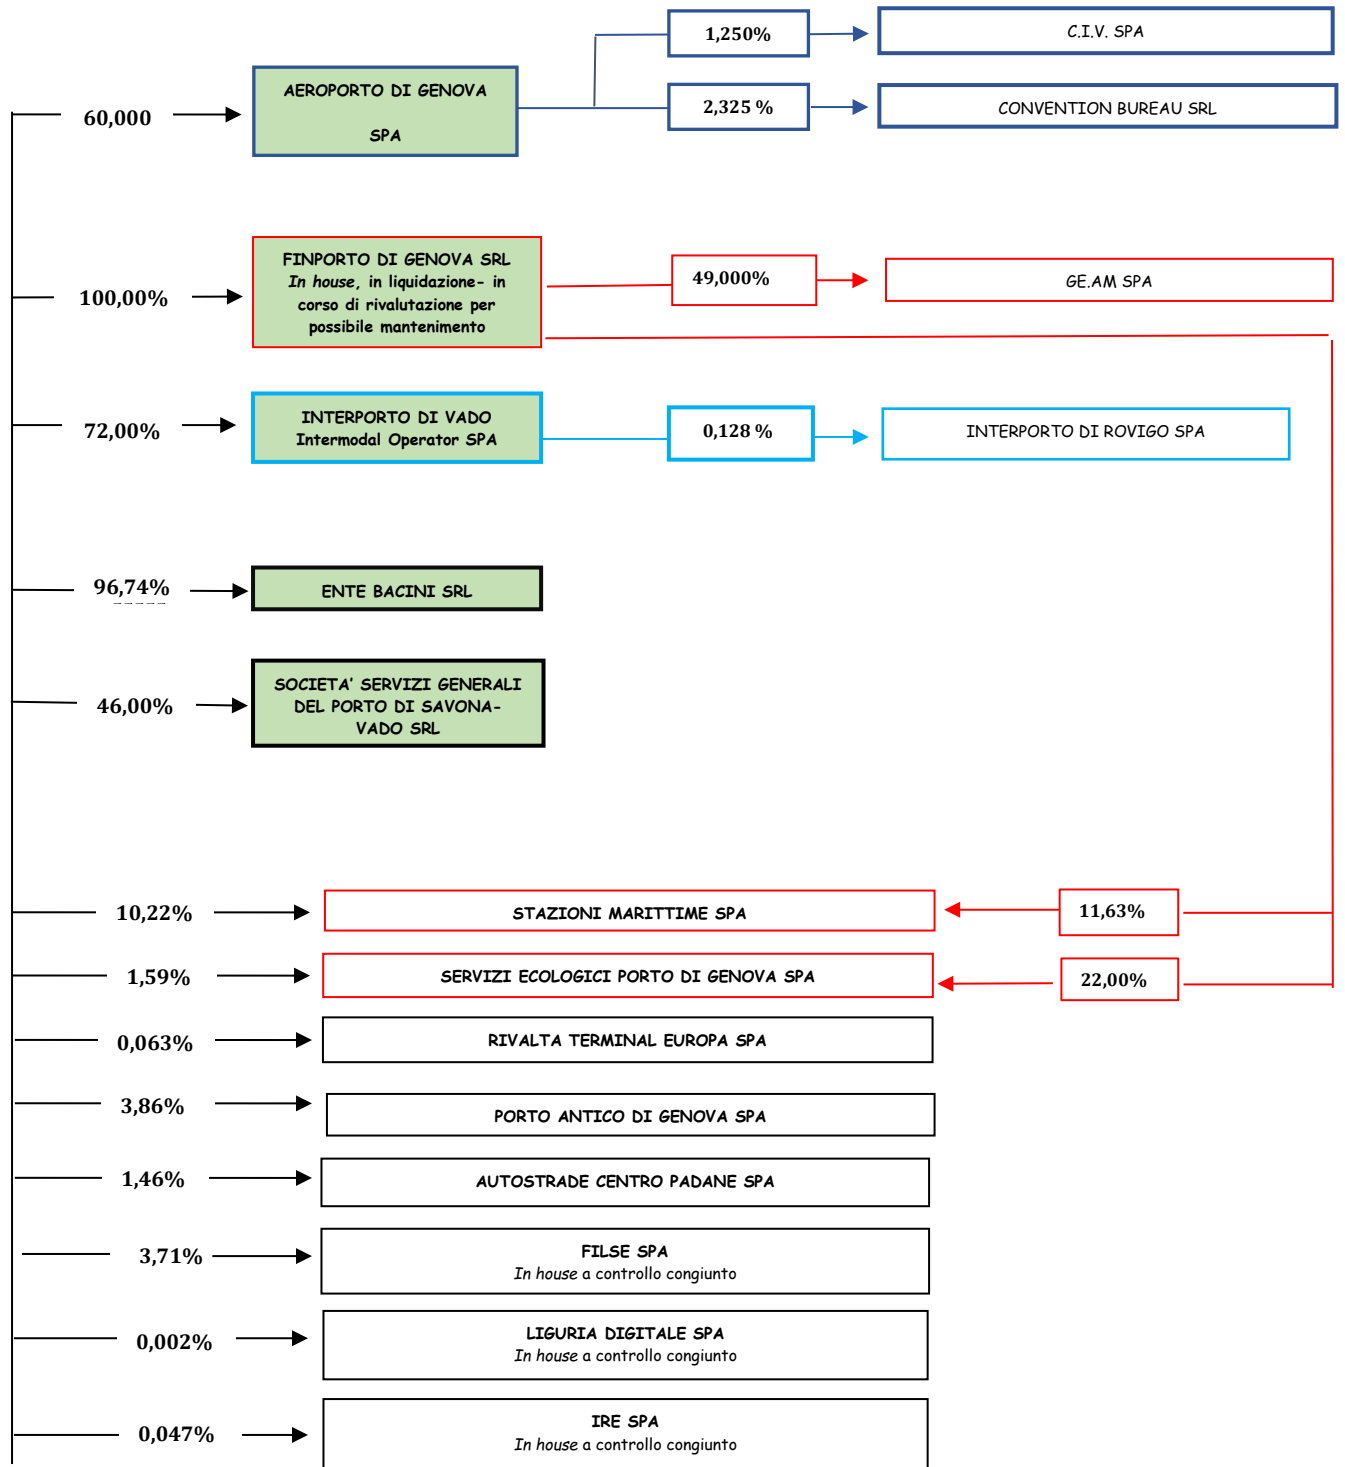 1,250%
C.I.V. SPA
60,000
AEROPORTO DI GENOVA
SPA
2,325 %
CONVENTION BUREAU SRL
100,00%
FINPORTO DI GENOVA SRL
In house, in liquidazione- in
corso di rivalutazione per
possibile mantenimento
49,000%
GE.AM SPA
72,00%
INTERPORTO DI VADO
Intermodal Operator SPA
0,128 %
INTERPORTO DI ROVIGO SPA
96,74%
ENTE BACINI SRL
46,00%
SOCIETA' SERVIZI GENERALI
DEL PORTO DI SAVONA-
VADO SRL
10,22%
STAZIONI MARITTIME SPA
11,63%
1,59%
SERVIZI ECOLOGICI PORTO DI GENOVA SPA
22,00%
0,063%
RIVALTA TERMINAL EUROPA SPA
3,86%
PORTO ANTICO DI GENOVA SPA
1,46%
AUTOSTRADE CENTRO PADANE SPA
3,71%
FILSE SPA
In house a controllo congiunto
0,002%
LIGURIA DIGITALE SPA
In house a controllo congiunto
0,047%
IRE SPA
In house a controllo congiunto